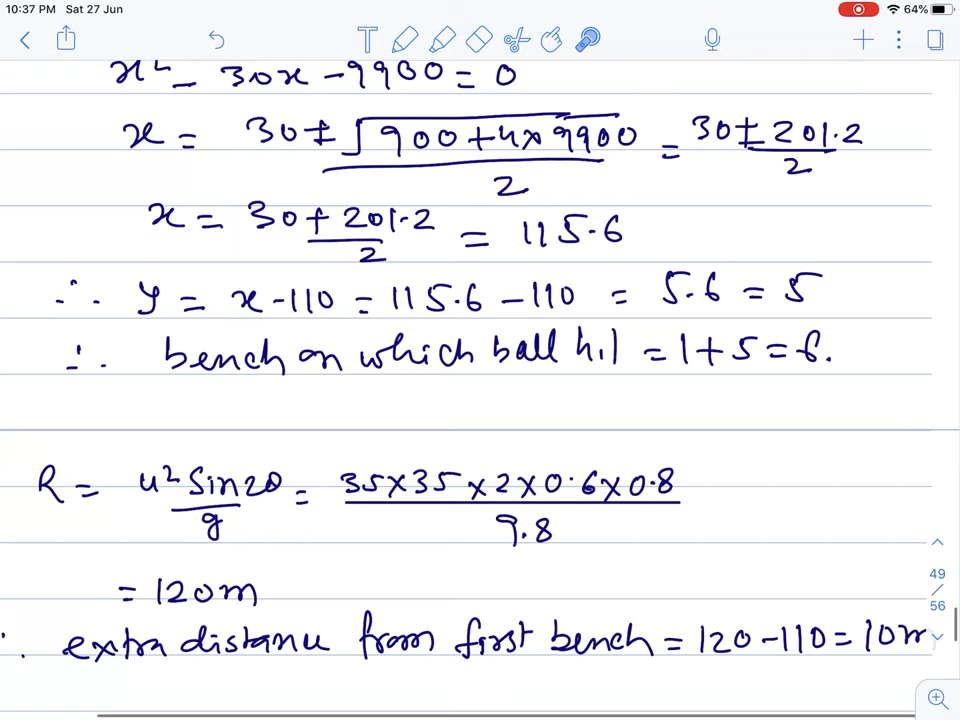 10:37 PM Sat 27 Jun 64%
x² - 30x - 9900 = 0
x = 30 ± √900 + 4 × 9900 / 2 = 30 ± 201.2 / 2
x = 30 + 201.2 / 2 = 115.6
∴ y = x - 110 = 115.6 - 110 = 5.6 = 5
∴ bench on which ball hit = 1 + 5 = 6.
R = u² Sin2θ / g = 35 × 35 × 2 × 0.6 × 0.8 / 9.8
= 120m
∴ extra distance from first bench = 120 - 110 = 10m
49
/
56